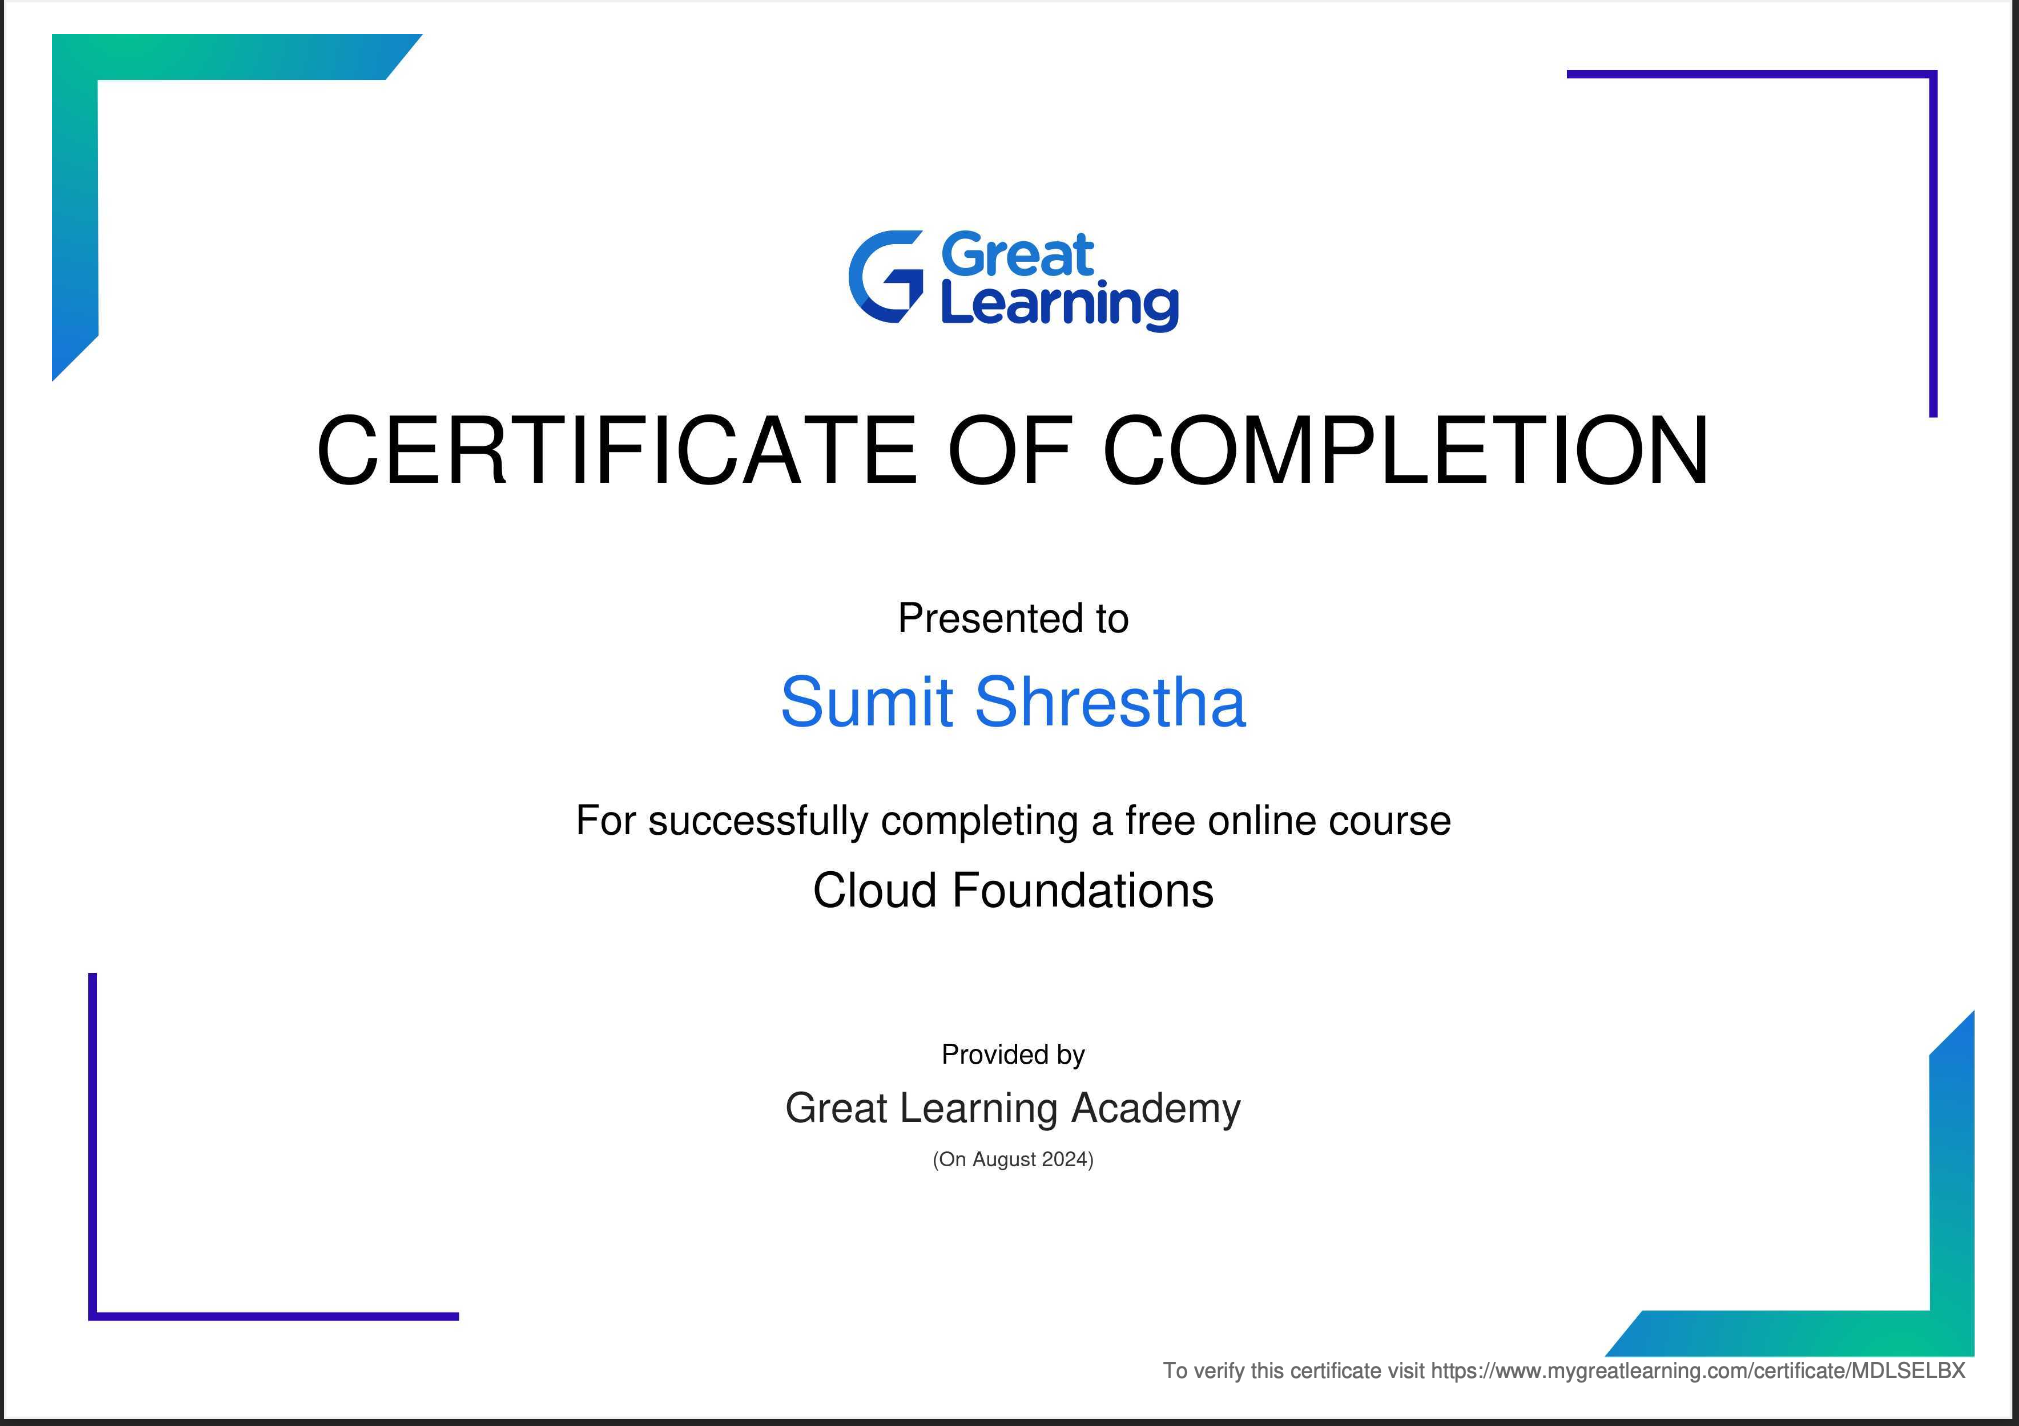 Great
Learning
CERTIFICATE OF COMPLETION
Presented to
Sumit Shrestha
For successfully completing a free online course
Cloud Foundations
Provided by
Great Learning Academy
(On August 2024)
To verify this certificate visit https://www.mygreatlearning.com/certificate/MDLSELBX